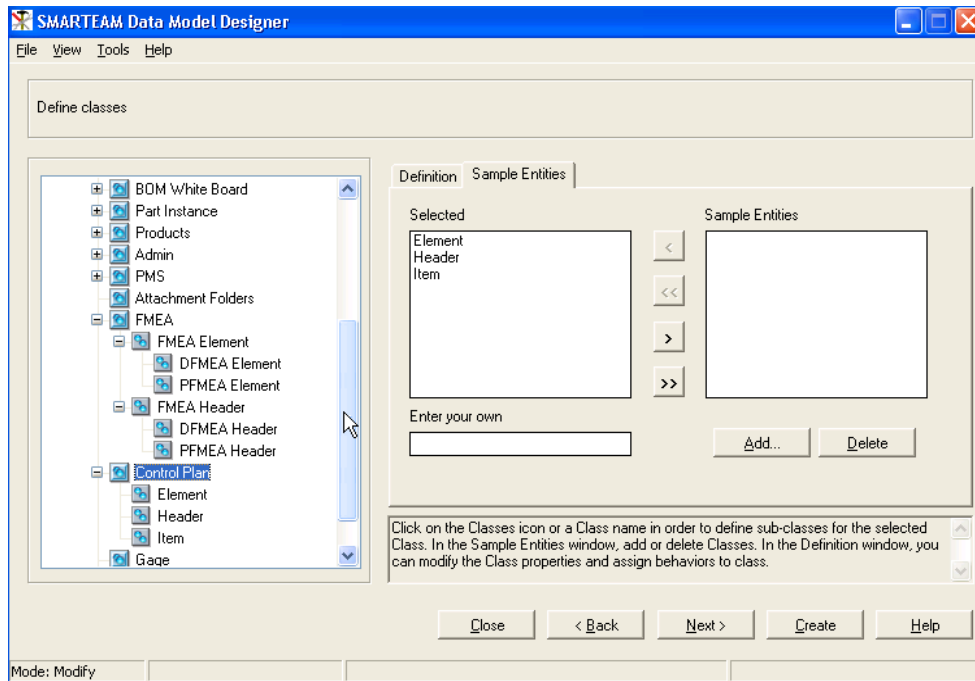 SMARTEAM Data Model Designer
File View Tools Help
Define classes
BOM White Board
Part Instance
Products
Admin
PMS
Attachment Folders
FMEA
FMEA Element
DFMEA Element
PFMEA Element
FMEA Header
DFMEA Header
PFMEA Header
Control Plan
Element
Header
Item
Gage
Definition Sample Entities
Selected
Element
Header
Item
<
<<
>
>>
Sample Entities
Enter your own
Add... Delete
Click on the Classes icon or a Class name in order to define sub-classes for the selected
Class. In the Sample Entities window, add or delete Classes. In the Definition window, you
can modify the Class properties and assign behaviors to class.
Close < Back Next > Create Help
Mode: Modify